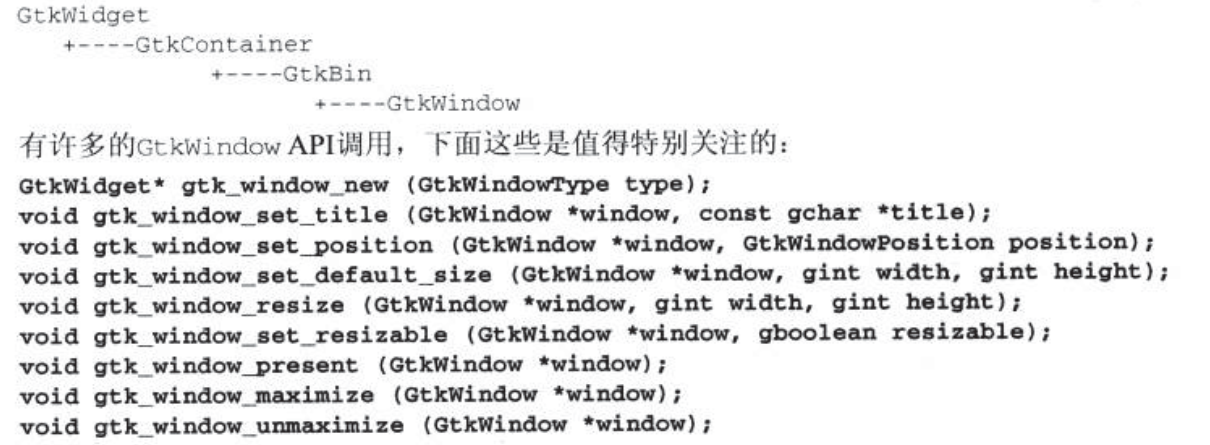 GtkWidget
+----GtkContainer
+----GtkBin
+----GtkWindow
有许多的GtkWindow API调用，下面这些是值得特别关注的：
GtkWidget* gtk_window_new (GtkWindowType type);
void gtk_window_set_title (GtkWindow *window, const gchar *title);
void gtk_window_set_position (GtkWindow *window, GtkWindowPosition position);
void gtk_window_set_default_size (GtkWindow *window, gint width, gint height);
void gtk_window_resize (GtkWindow *window, gint width, gint height);
void gtk_window_set_resizable (GtkWindow *window, gboolean resizable);
void gtk_window_present (GtkWindow *window);
void gtk_window_maximize (GtkWindow *window);
void gtk_window_unmaximize (GtkWindow *window);